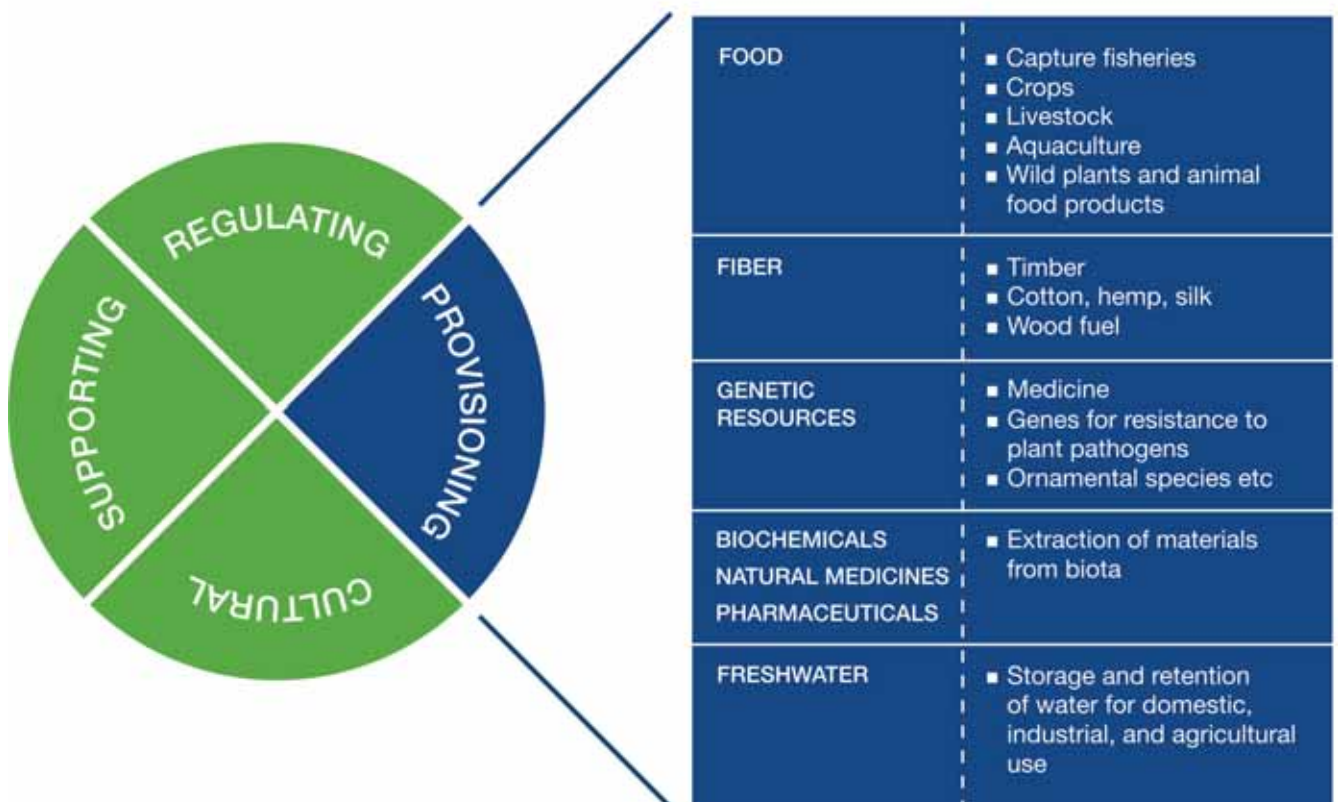 REGULATING
SUPPORTING
PROVISIONING
CULTURAL
FOOD
▪ Capture fisheries
▪ Crops
▪ Livestock
▪ Aquaculture
▪ Wild plants and animal
food products
FIBER
▪ Timber
▪ Cotton, hemp, silk
▪ Wood fuel
GENETIC
RESOURCES
▪ Medicine
▪ Genes for resistance to
plant pathogens
▪ Ornamental species etc
BIOCHEMICALS
NATURAL MEDICINES
PHARMACEUTICALS
▪ Extraction of materials
from biota
FRESHWATER
▪ Storage and retention
of water for domestic,
industrial, and agricultural
use